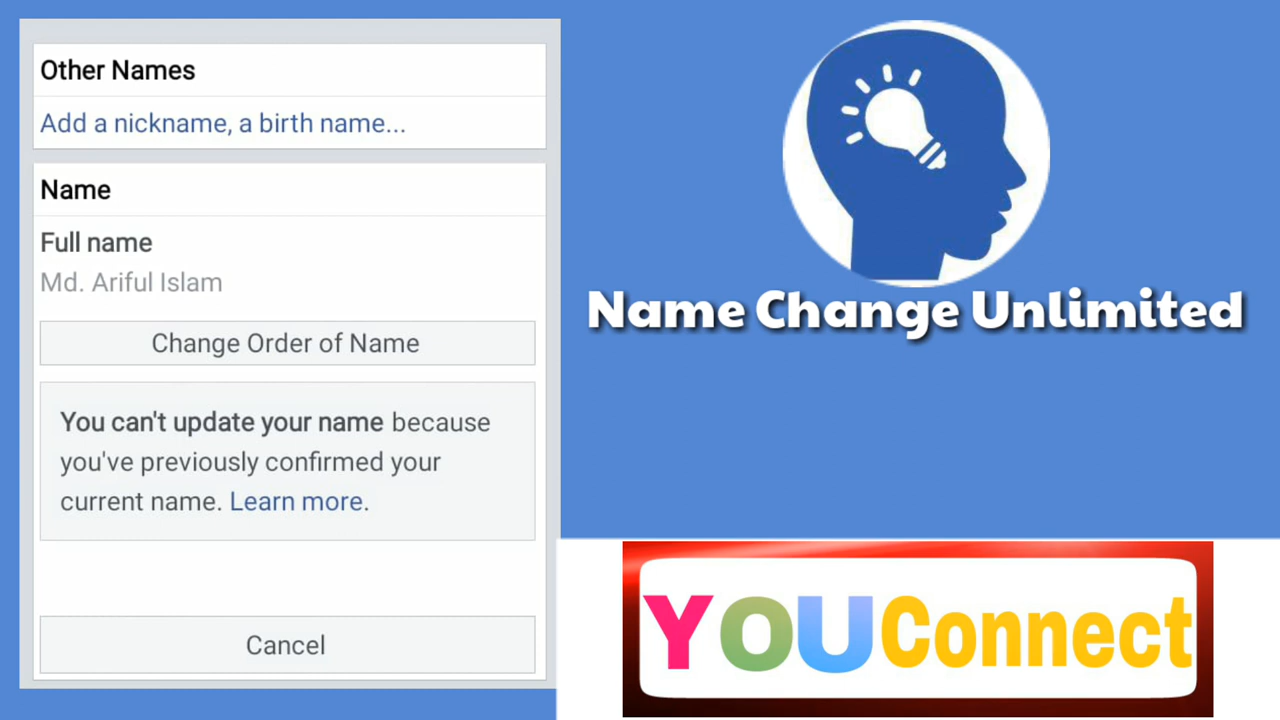 Other Names
Add a nickname, a birth name...
Name
Full name
Md. Ariful Islam
Change Order of Name
You can't update your name because
you've previously confirmed your
current name. Learn more.
Cancel
Name Change Unlimited
YOUConnect